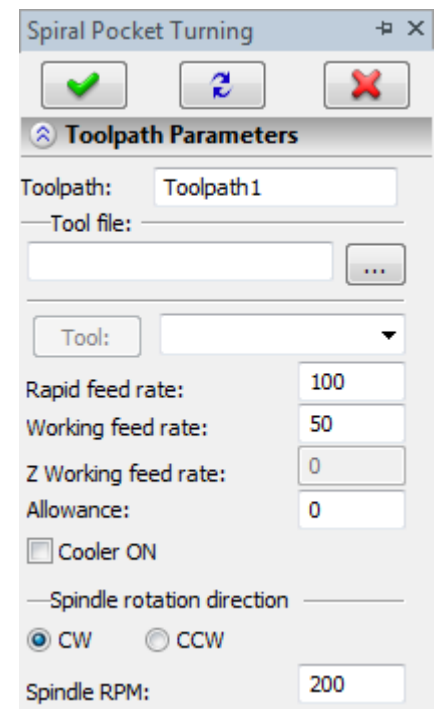 Spiral Pocket Turning
Toolpath Parameters
Toolpath: Toolpath1
Tool file:
...
Tool:
Rapid feed rate: 100
Working feed rate: 50
Z Working feed rate: 0
Allowance: 0
Cooler ON
Spindle rotation direction
CW CCW
Spindle RPM: 200